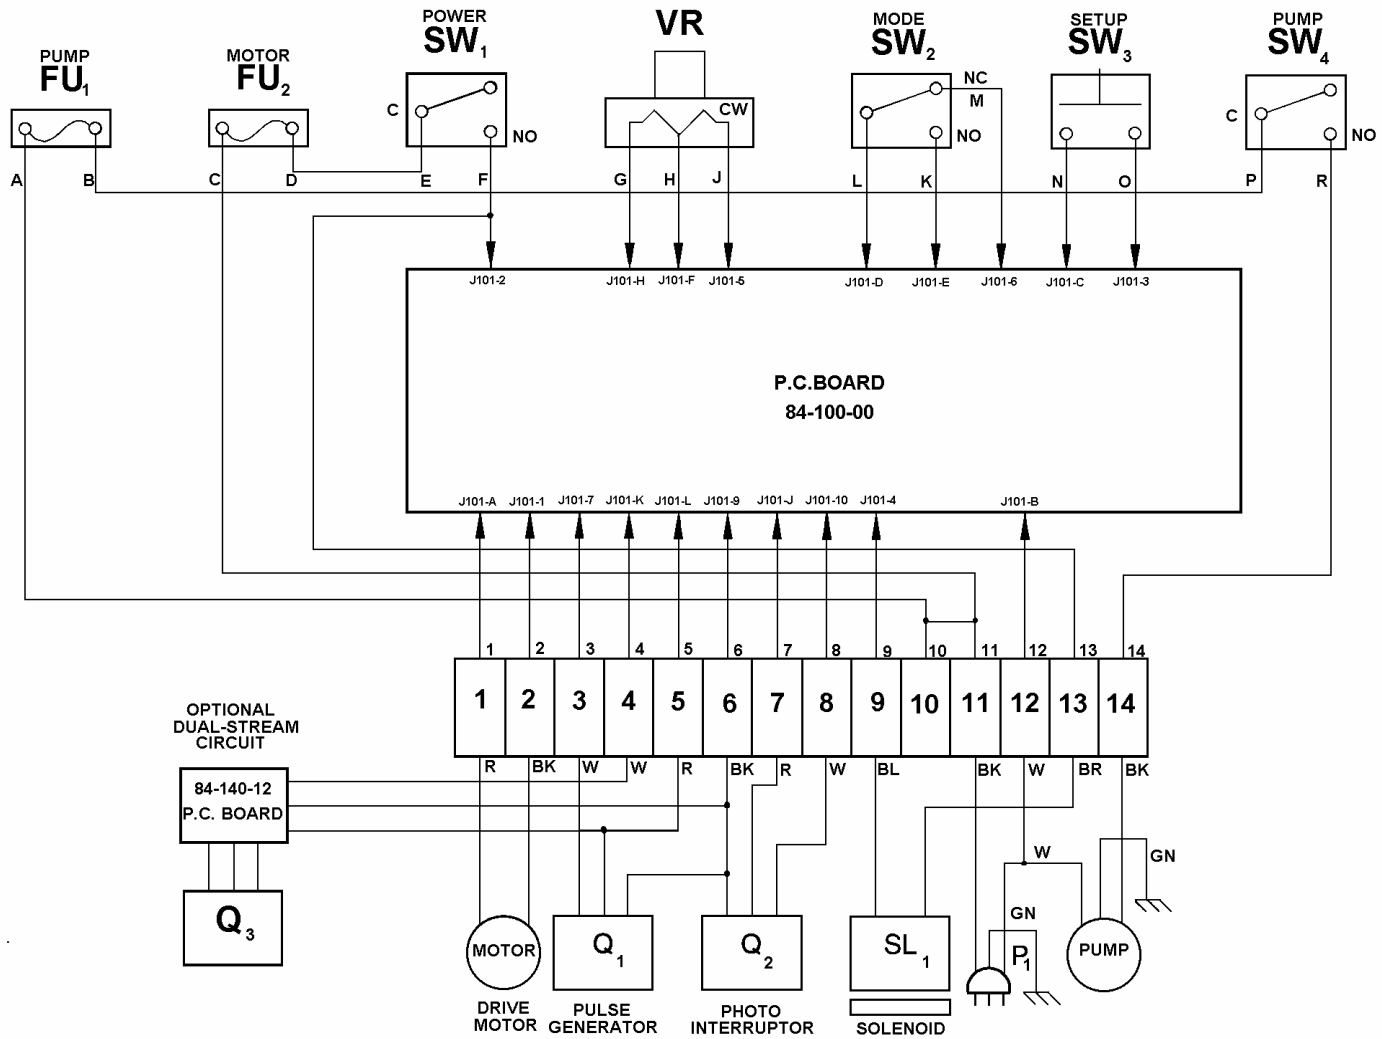 PUMP
FU1
MOTOR
FU2
POWER
SW1
VR
MODE
SW2
SETUP
SW3
PUMP
SW4
C
NO
CW
NC
M
NO
C
NO
A
B
C
D
E
F
G
H
J
L
K
N
O
P
R
J101-2
J101-H
J101-F
J101-5
J101-D
J101-E
J101-6
J101-C
J101-3
P.C.BOARD
84-100-00
J101-A
J101-1
J101-7
J101-K
J101-L
J101-9
J101-J
J101-10
J101-4
J101-B
1
2
3
4
5
6
7
8
9
10
11
12
13
14
1
2
3
4
5
6
7
8
9
10
11
12
13
14
R
BK
W
W
R
BK
R
W
BL
BK
W
BR
BK
OPTIONAL
DUAL-STREAM
CIRCUIT
84-140-12
P.C. BOARD
Q3
MOTOR
DRIVE
MOTOR
Q1
PULSE
GENERATOR
Q2
PHOTO
INTERRUPTOR
SL1
SOLENOID
W
GN
GN
P1
PUMP